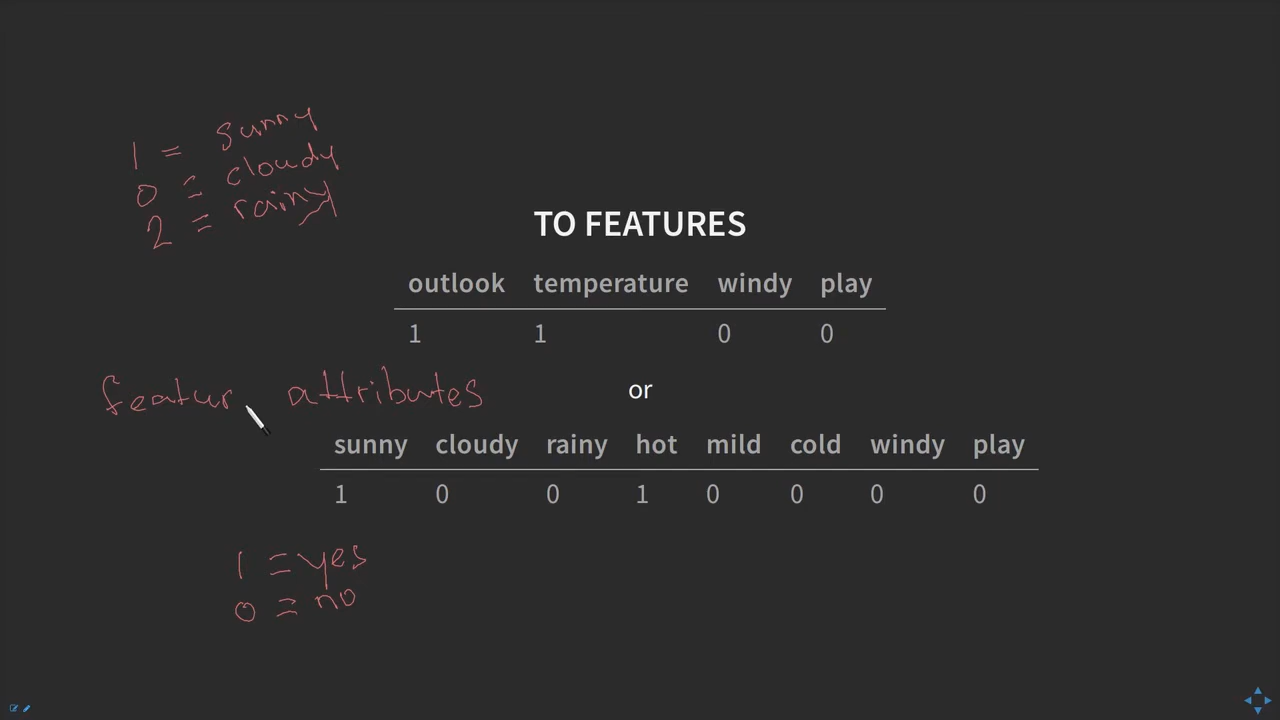 1 = sunny
0 = cloudy
2 = rainy
TO FEATURES
outlook temperature windy play
1 1 0 0
featur attributes
or
sunny cloudy rainy hot mild cold windy play
1 0 0 1 0 0 0 0
1 = yes
0 = no